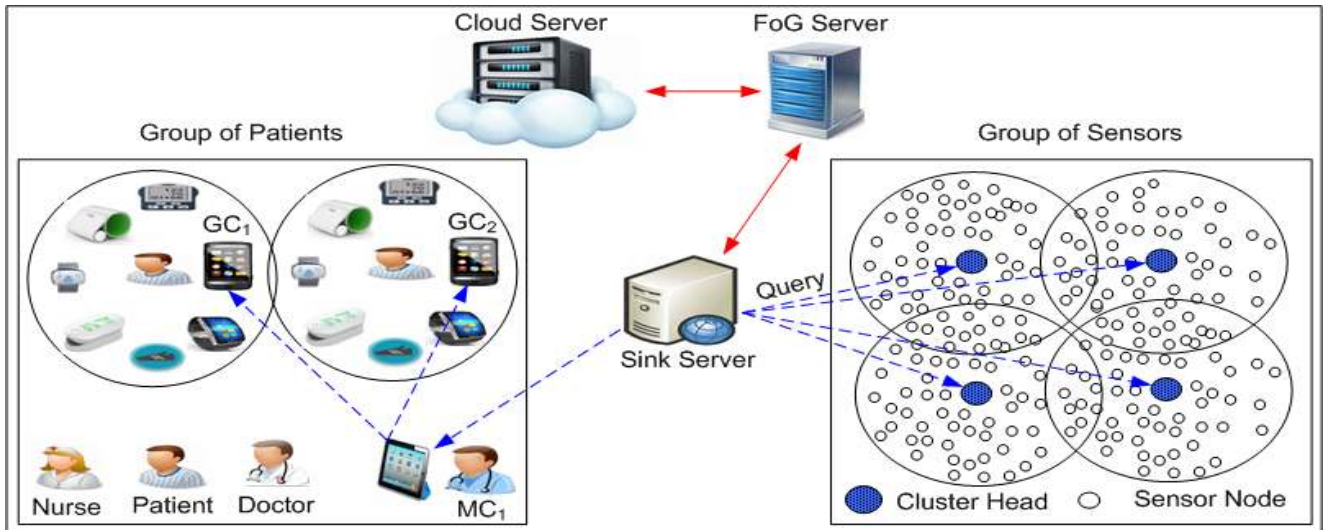 Cloud Server
FoG Server
Group of Patients
Group of Sensors
GC1
GC2
Query
Sink Server
Nurse
Patient
Doctor
MC1
Cluster Head
Sensor Node